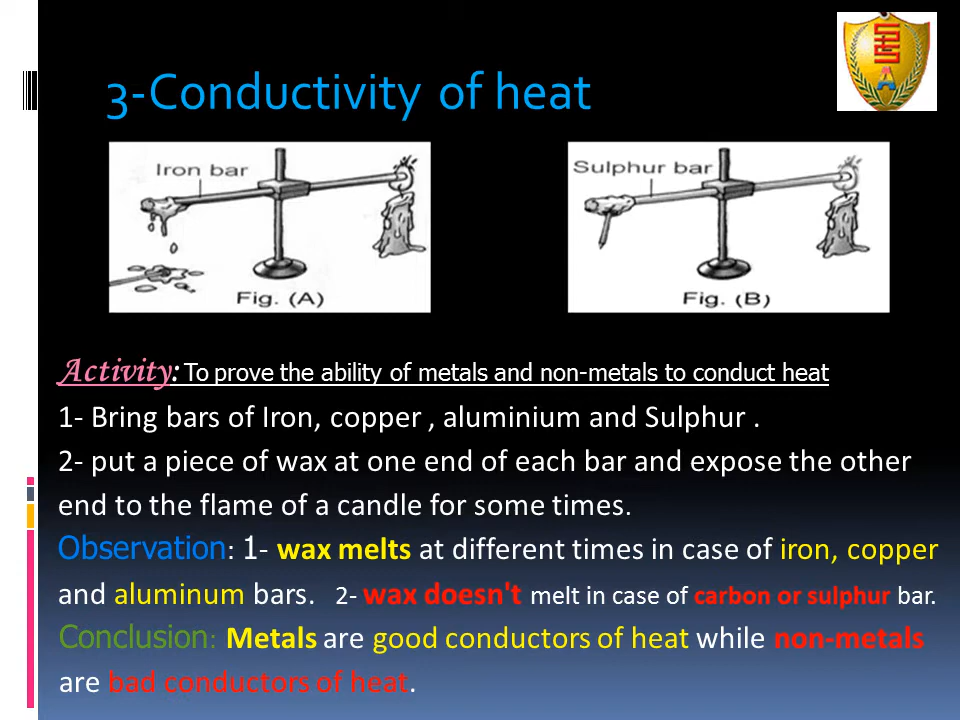 3-Conductivity of heat
Iron bar
Fig. (A)
Sulphur bar
Fig. (B)
Activity: To prove the ability of metals and non-metals to conduct heat
1- Bring bars of Iron, copper , aluminium and Sulphur .
2- put a piece of wax at one end of each bar and expose the other
end to the flame of a candle for some times.
Observation: 1- wax melts at different times in case of iron, copper
and aluminum bars. 2- wax doesn't melt in case of carbon or sulphur bar.
Conclusion: Metals are good conductors of heat while non-metals
are bad conductors of heat.